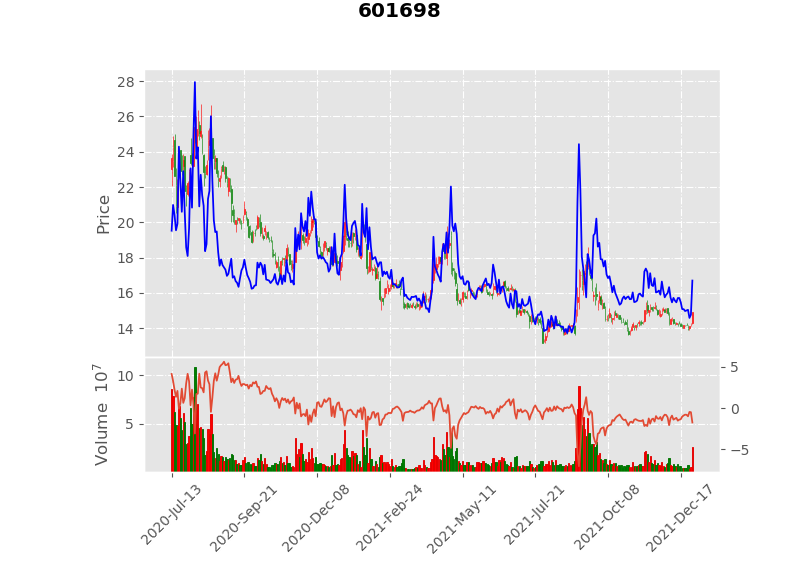 601698
28
26
24
22
20
18
16
14
Price
10
5
Volume 10^7
5
0
−5
2020-Jul-13
2020-Sep-21
2020-Dec-08
2021-Feb-24
2021-May-11
2021-Jul-21
2021-Oct-08
2021-Dec-17